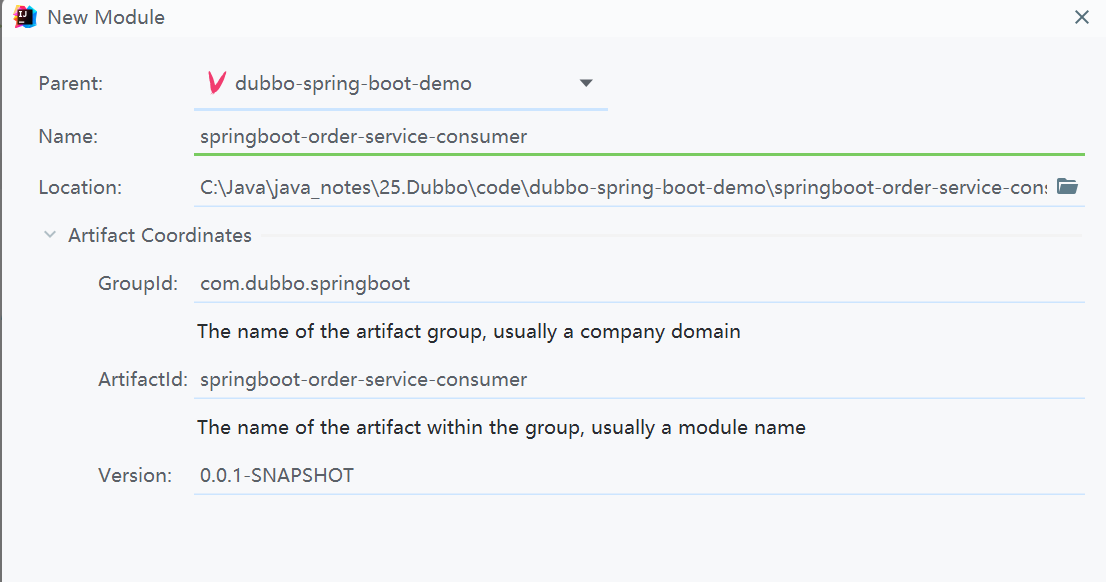 New Module
Parent: dubbo-spring-boot-demo
Name: springboot-order-service-consumer
Location: C:\Java\java_notes\25.Dubbo\code\dubbo-spring-boot-demo\springboot-order-service-con
Artifact Coordinates
GroupId: com.dubbo.springboot
The name of the artifact group, usually a company domain
ArtifactId: springboot-order-service-consumer
The name of the artifact within the group, usually a module name
Version: 0.0.1-SNAPSHOT